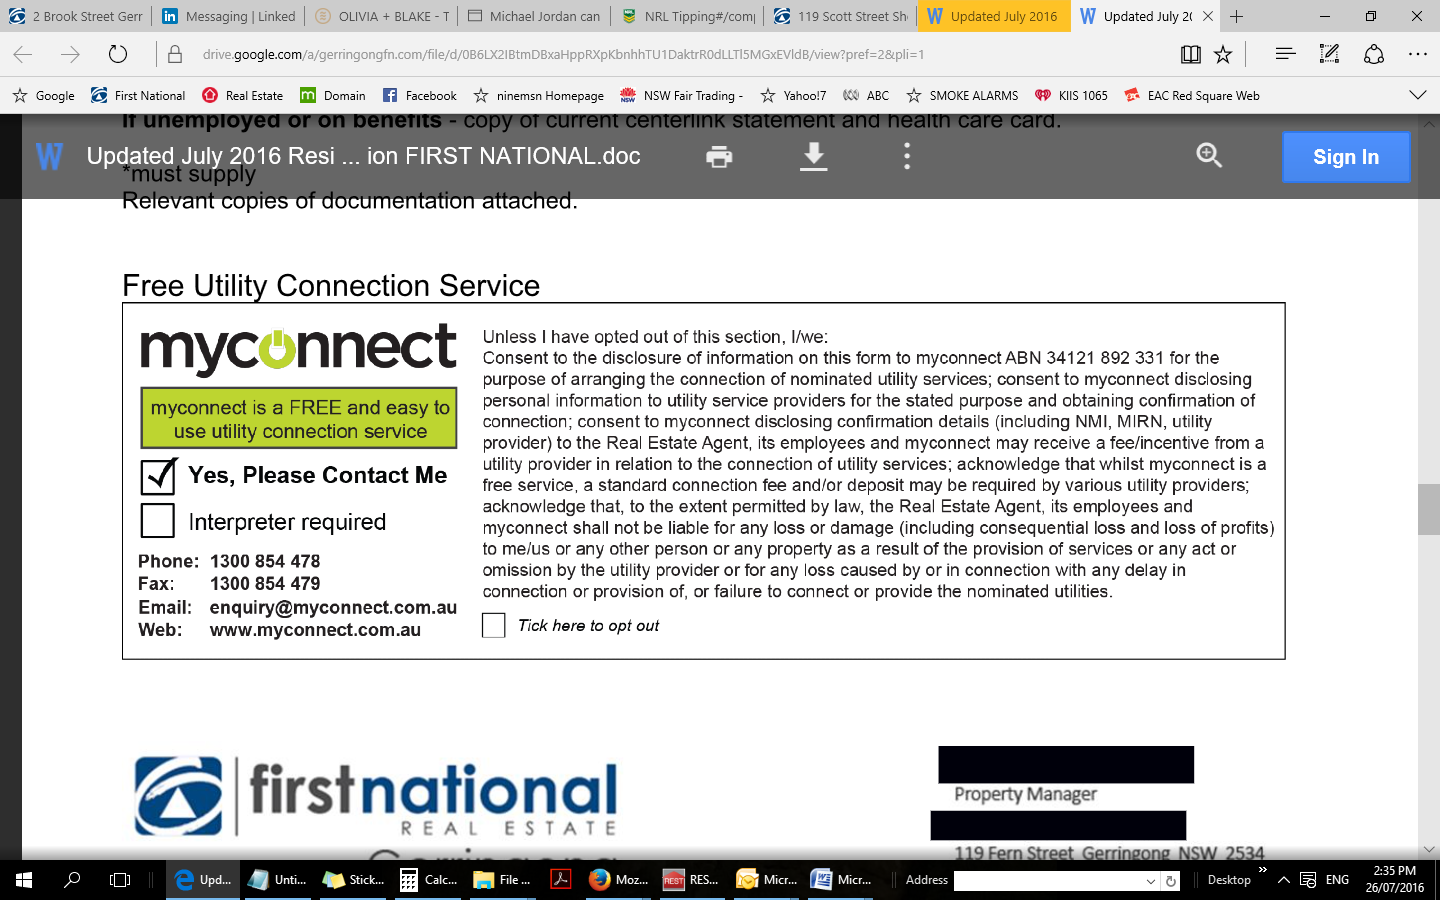 2 Brook Street Gerr
Messaging | Linked
OLIVIA + BLAKE - T
Michael Jordan can
NRL Tipping#/comp
119 Scott Street Sh
Updated July 2016
Updated July 20
drive.google.com/a/gerringongfn.com/file/d/0B6LX2IBtmDBxaHppRXpKbnhhTU1DaktrR0dLLTl5MGxEVldB/view?pref=2&pli=1
Google
First National
Real Estate
Domain
Facebook
ninemsn Homepage
NSW Fair Trading -
Yahoo!7
ABC
SMOKE ALARMS
KIIS 1065
EAC Red Square Web
If unemployed or on benefits - copy of current centerlink statement and health care card.
Updated July 2016 Resi ... ion FIRST NATIONAL.doc
Sign In
*must supply
Relevant copies of documentation attached.
Free Utility Connection Service
myconnect
myconnect is a FREE and easy to
use utility connection service
Yes, Please Contact Me
Interpreter required
Phone: 1300 854 478
Fax: 1300 854 479
Email: enquiry@myconnect.com.au
Web: www.myconnect.com.au
Unless I have opted out of this section, I/we:
Consent to the disclosure of information on this form to myconnect ABN 34121 892 331 for the
purpose of arranging the connection of nominated utility services; consent to myconnect disclosing
personal information to utility service providers for the stated purpose and obtaining confirmation of
connection; consent to myconnect disclosing confirmation details (including NMI, MIRN, utility
provider) to the Real Estate Agent, its employees and myconnect may receive a fee/incentive from a
utility provider in relation to the connection of utility services; acknowledge that whilst myconnect is a
free service, a standard connection fee and/or deposit may be required by various utility providers;
acknowledge that, to the extent permitted by law, the Real Estate Agent, its employees and
myconnect shall not be liable for any loss or damage (including consequential loss and loss of profits)
to me/us or any other person or any property as a result of the provision of services or any act or
omission by the utility provider or for any loss caused by or in connection with any delay in
connection or provision of, or failure to connect or provide the nominated utilities.
Tick here to opt out
firstnational
REAL ESTATE
Gerringong
Property Manager
119 Fern Street Gerringong NSW 2534
Upd...
Unti...
Stick...
Calc...
File ...
Moz...
RES...
Micr...
Micr...
Address
Desktop
ENG
2:35 PM
26/07/2016